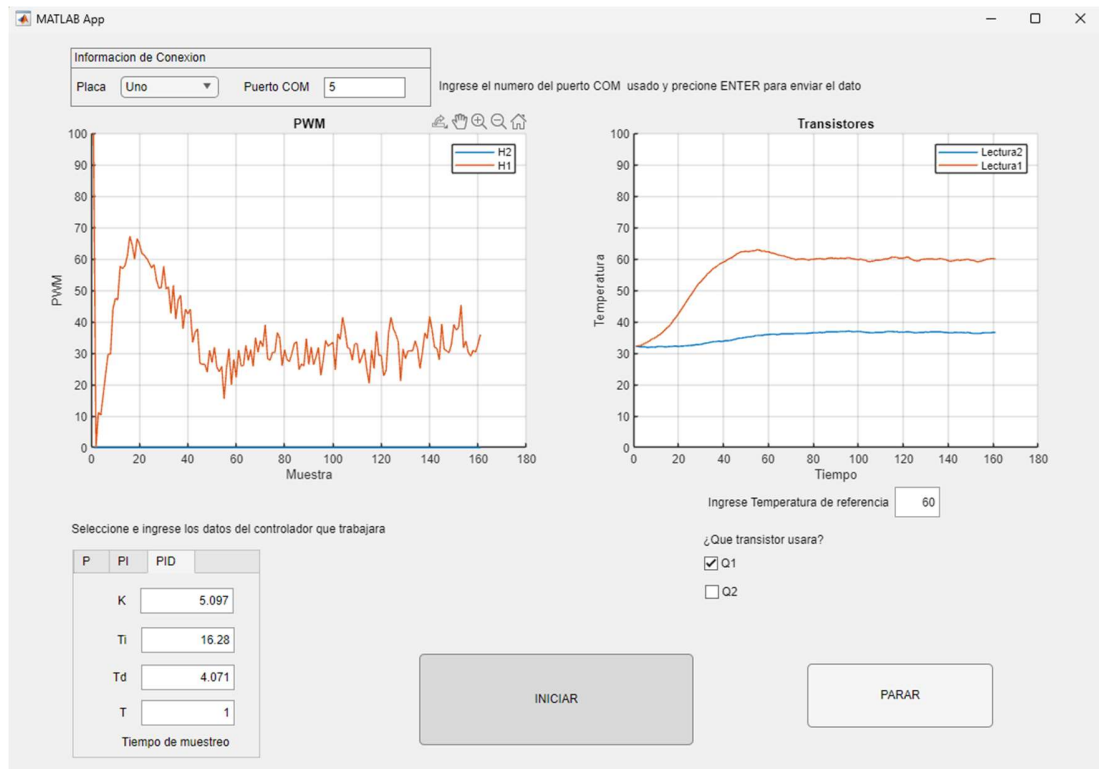 MATLAB App
Informacion de Conexion
Placa Uno Puerto COM 5
Ingrese el numero del puerto COM usado y precione ENTER para enviar el dato
PWM
H2
H1
PWM
100
90
80
70
60
50
40
30
20
10
0
0 20 40 60 80 100 120 140 160 180
Muestra
Transistores
Lectura2
Lectura1
Temperatura
100
90
80
70
60
50
40
30
20
10
0
0 20 40 60 80 100 120 140 160 180
Tiempo
Ingrese Temperatura de referencia 60
Seleccione e ingrese los datos del controlador que trabajara
¿Que transistor usara?
Q1
Q2
P PI PID
K 5.097
Ti 16.28
Td 4.071
T 1
Tiempo de muestreo
INICIAR
PARAR